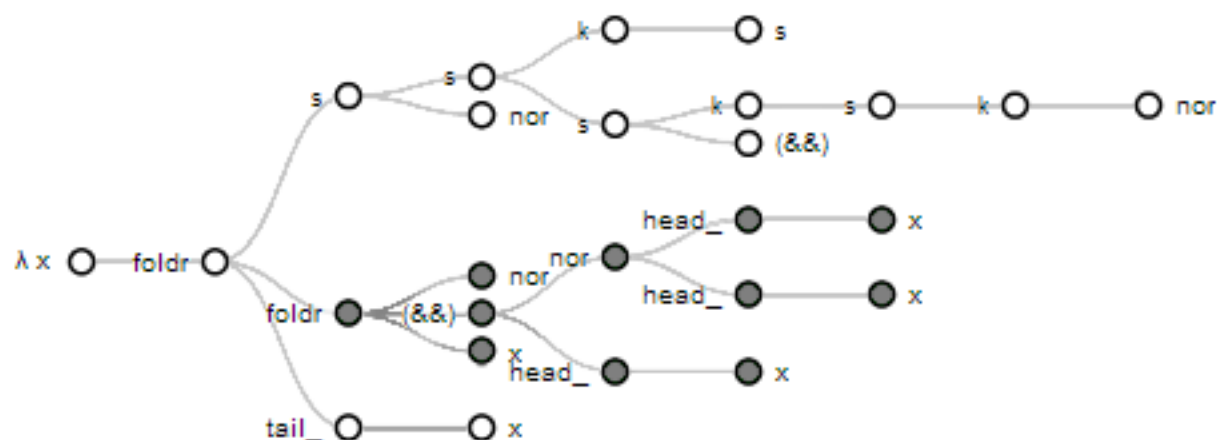 k s
s
s k s k nor
nor
s (&&)
head_ x
λ x foldr nor
nor
head_ x
foldr (&&)
x
head_ x
tail_ x